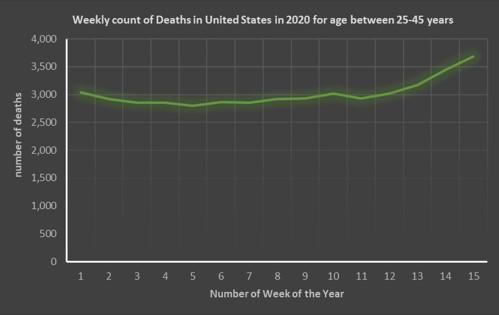 Weekly count of Deaths in United States in 2020 for age between 25-45 years
4,000
3,500
3,000
2,500
2,000
1,500
1,000
500
0
number of deaths
1 2 3 4 5 6 7 8 9 10 11 12 13 14 15
Number of Week of the Year